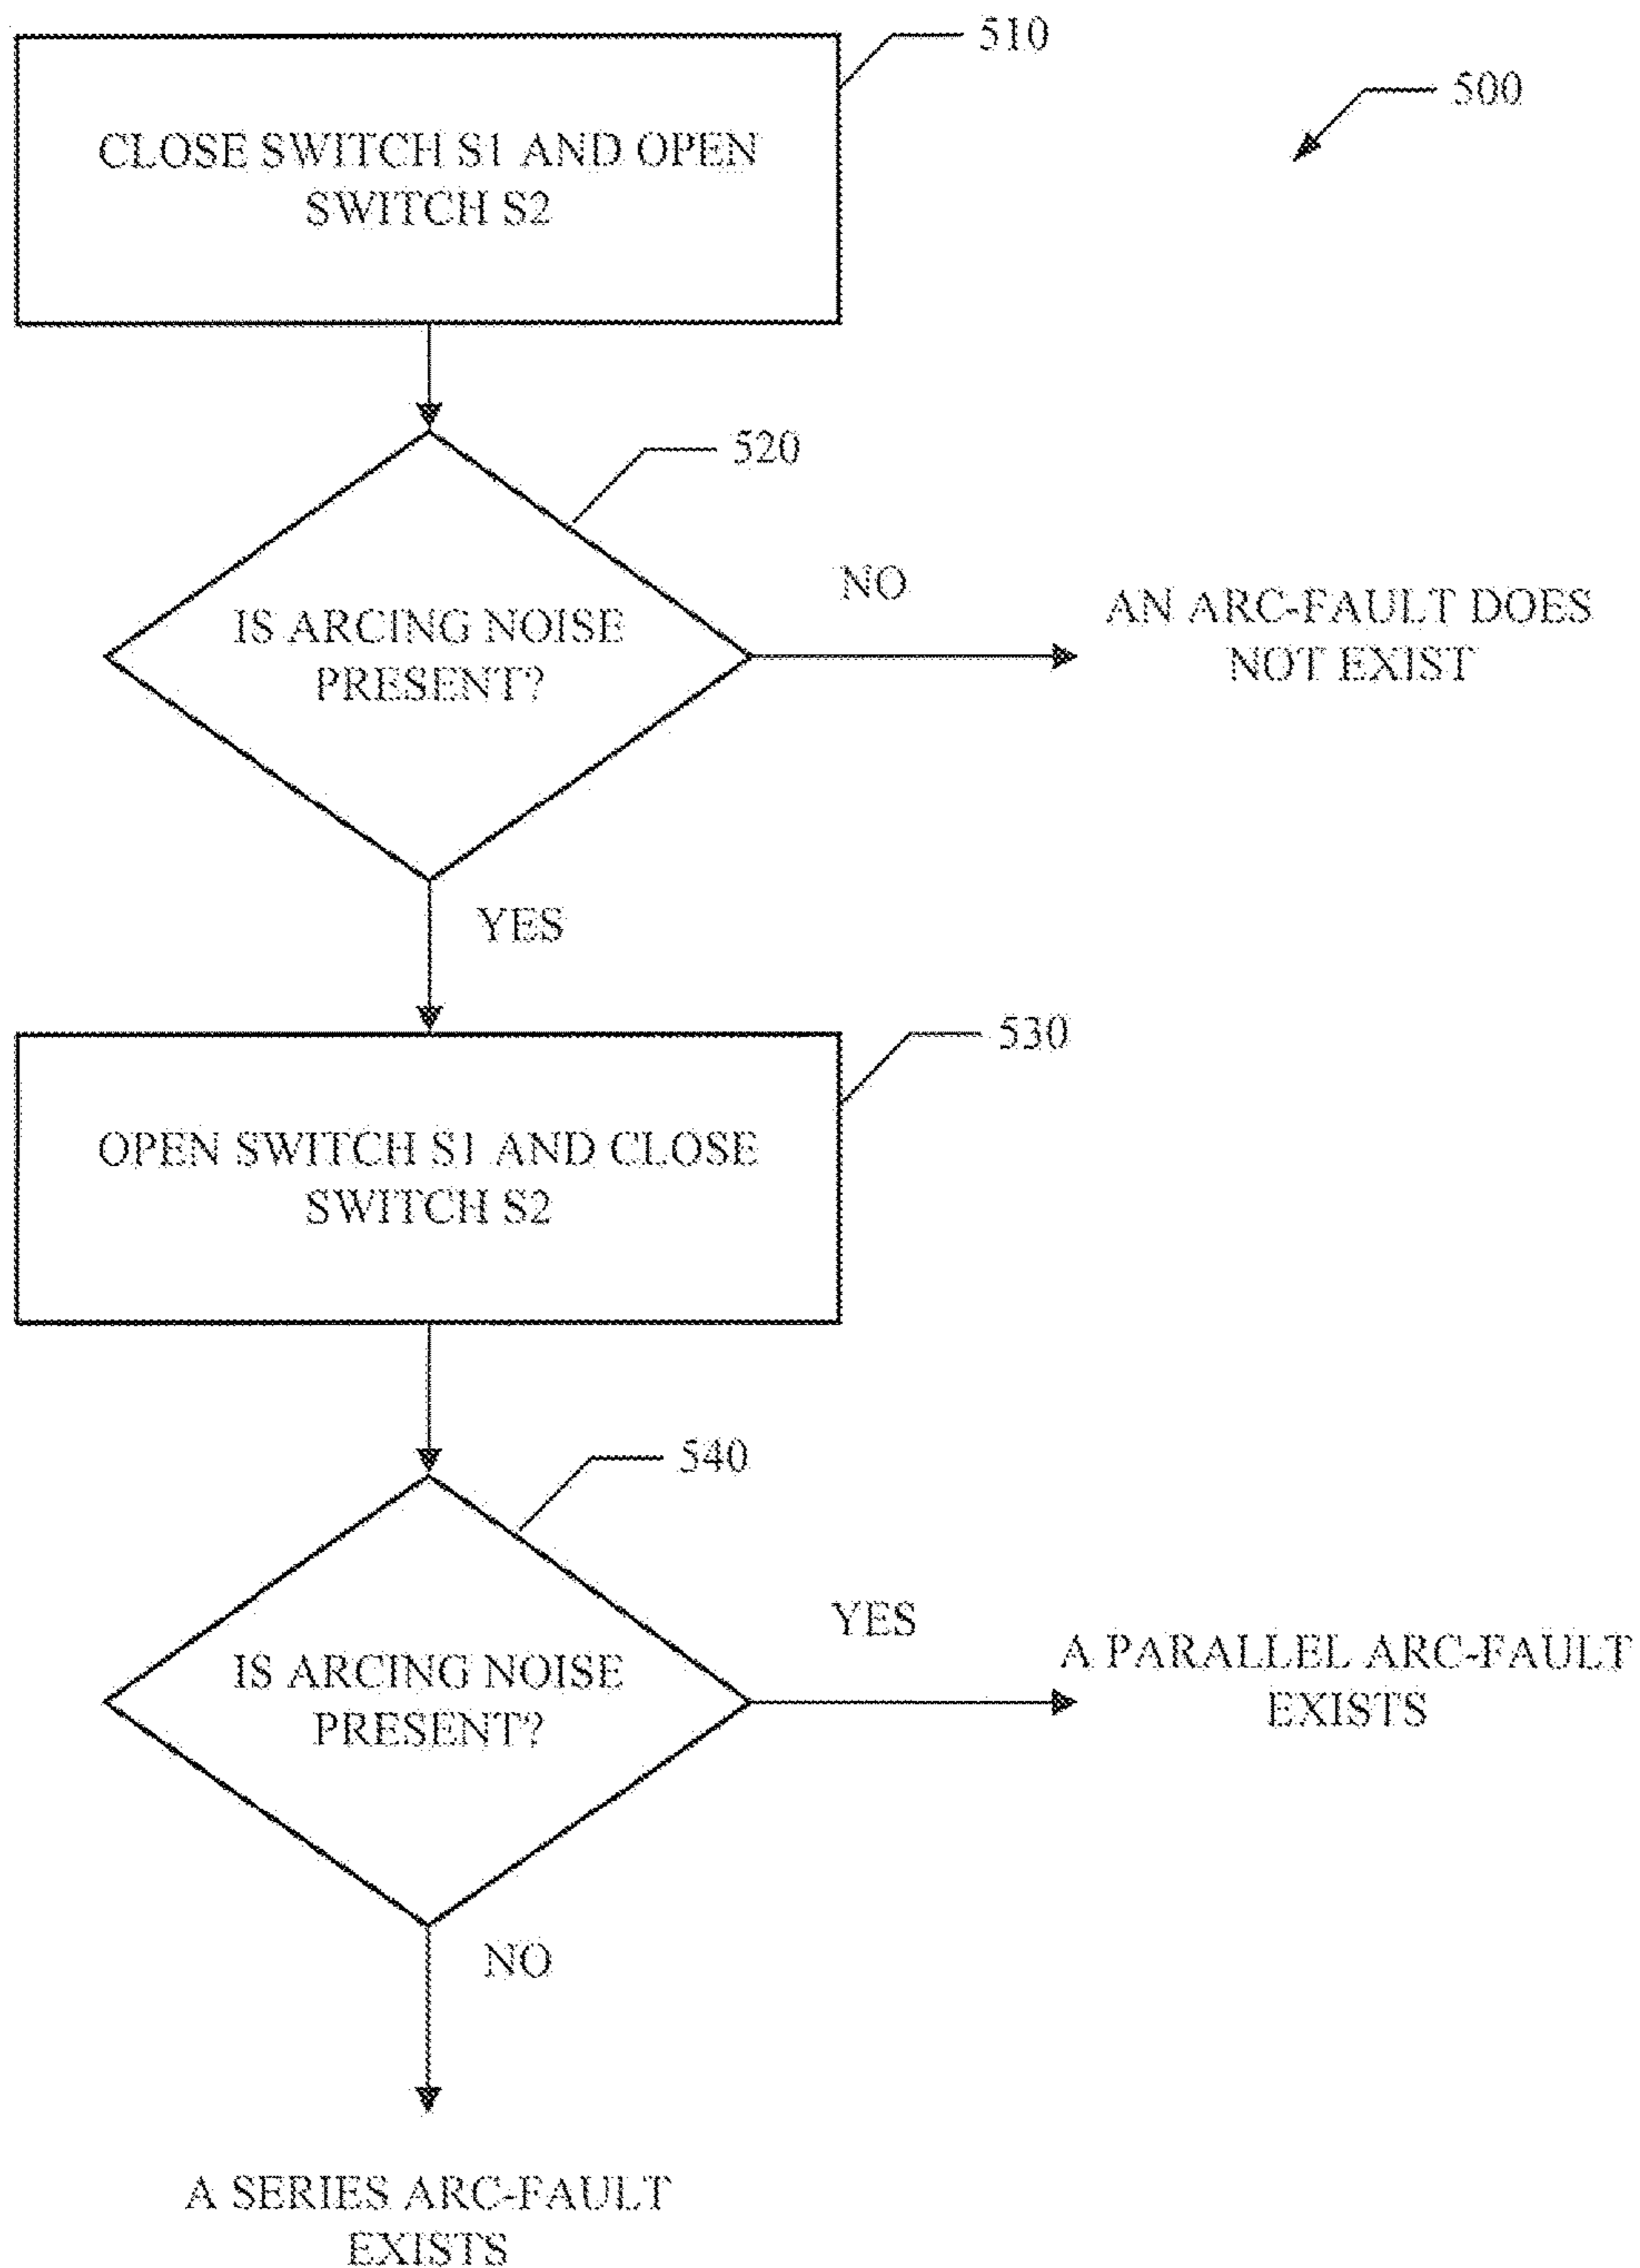 510
500
CLOSE SWITCH S1 AND OPEN
SWITCH S2
520
NO
IS ARCING NOISE
PRESENT?
AN ARC-FAULT DOES
NOT EXIST
YES
530
OPEN SWITCH S1 AND CLOSE
SWITCH S2
540
YES
IS ARCING NOISE
PRESENT?
A PARALLEL ARC-FAULT
EXISTS
NO
A SERIES ARC-FAULT
EXISTS